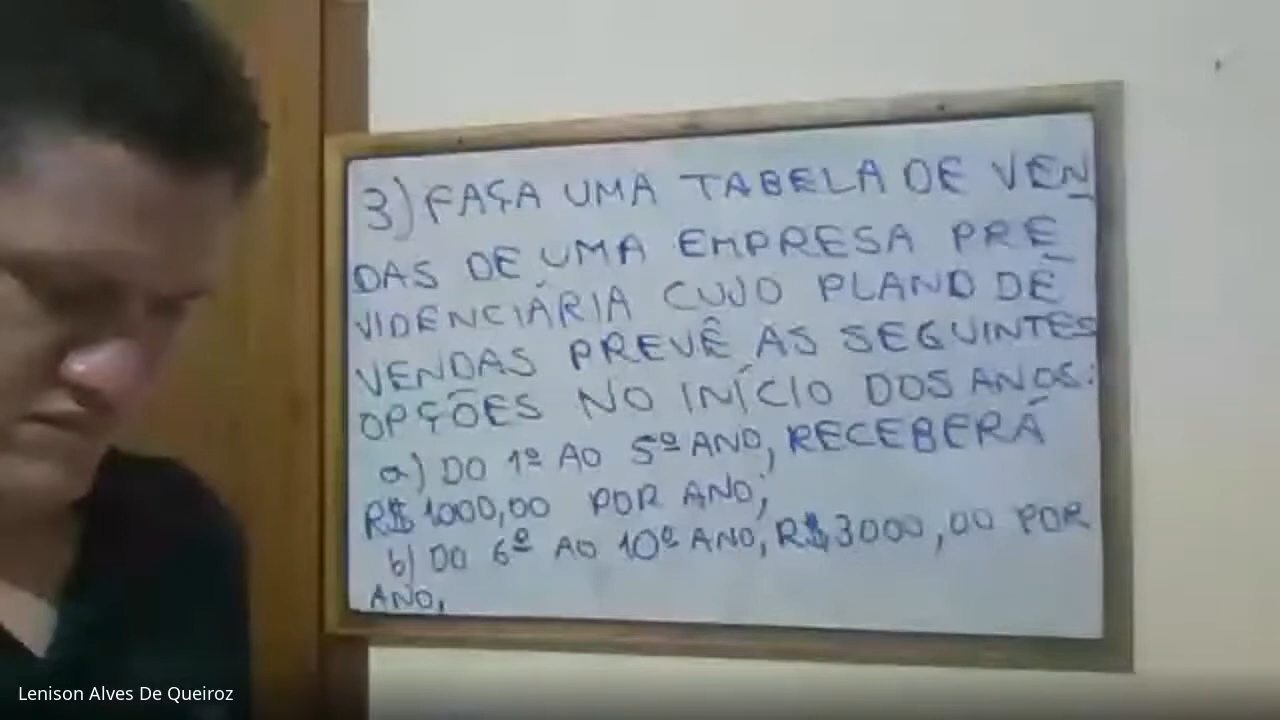 3) FAÇA UMA TABELA DE VEN
DAS DE UMA EMPRESA PRE
VIDENCIÁRIA CUJO PLANO DE
VENDAS PREVÊ AS SEGUINTES
OPÇÕES NO INÍCIO DOS ANOS:
a) DO 1º AO 5º ANO, RECEBERÁ
R$ 1000,00 POR ANO;
b) DO 6º AO 10º ANO, R$3000,00 POR
ANO.
Lenison Alves De Queiroz